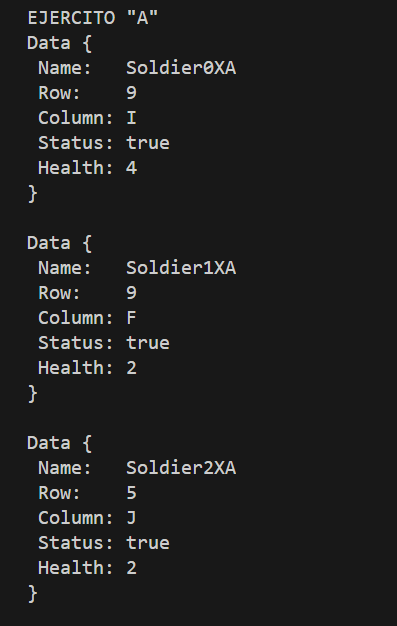 EJERCITO "A"
Data {
 Name:   Soldier0XA
 Row:    9
 Column: I
 Status: true
 Health: 4
}

Data {
 Name:   Soldier1XA
 Row:    9
 Column: F
 Status: true
 Health: 2
}

Data {
 Name:   Soldier2XA
 Row:    5
 Column: J
 Status: true
 Health: 2
}